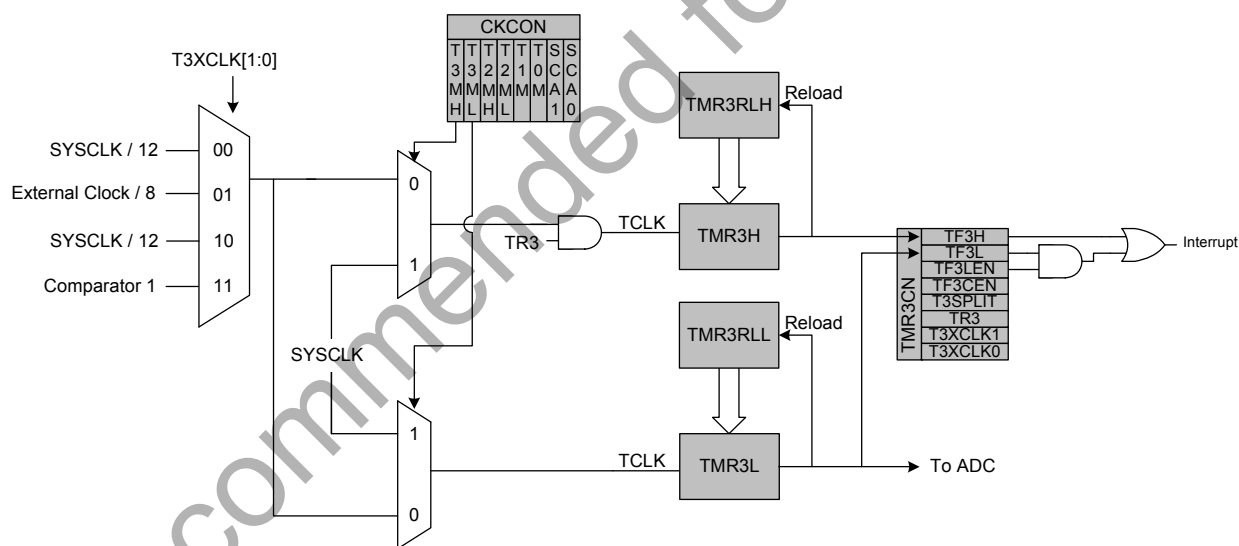 CKCON
T3MH
T3ML
T2MH
T2ML
T1M
T0M
SCA1
SCA0
T3XCLK[1:0]
SYSCLK / 12
00
External Clock / 8
01
SYSCLK / 12
10
Comparator 1
11
0
1
SYSCLK
1
0
TR3
TCLK
TMR3RLH
Reload
TMR3H
TMR3RLL
Reload
TCLK
TMR3L
To ADC
TMR3CN
TF3H
TF3L
TF3LEN
TF3CEN
T3SPLIT
TR3
T3XCLK1
T3XCLK0
Interrupt
commended fo